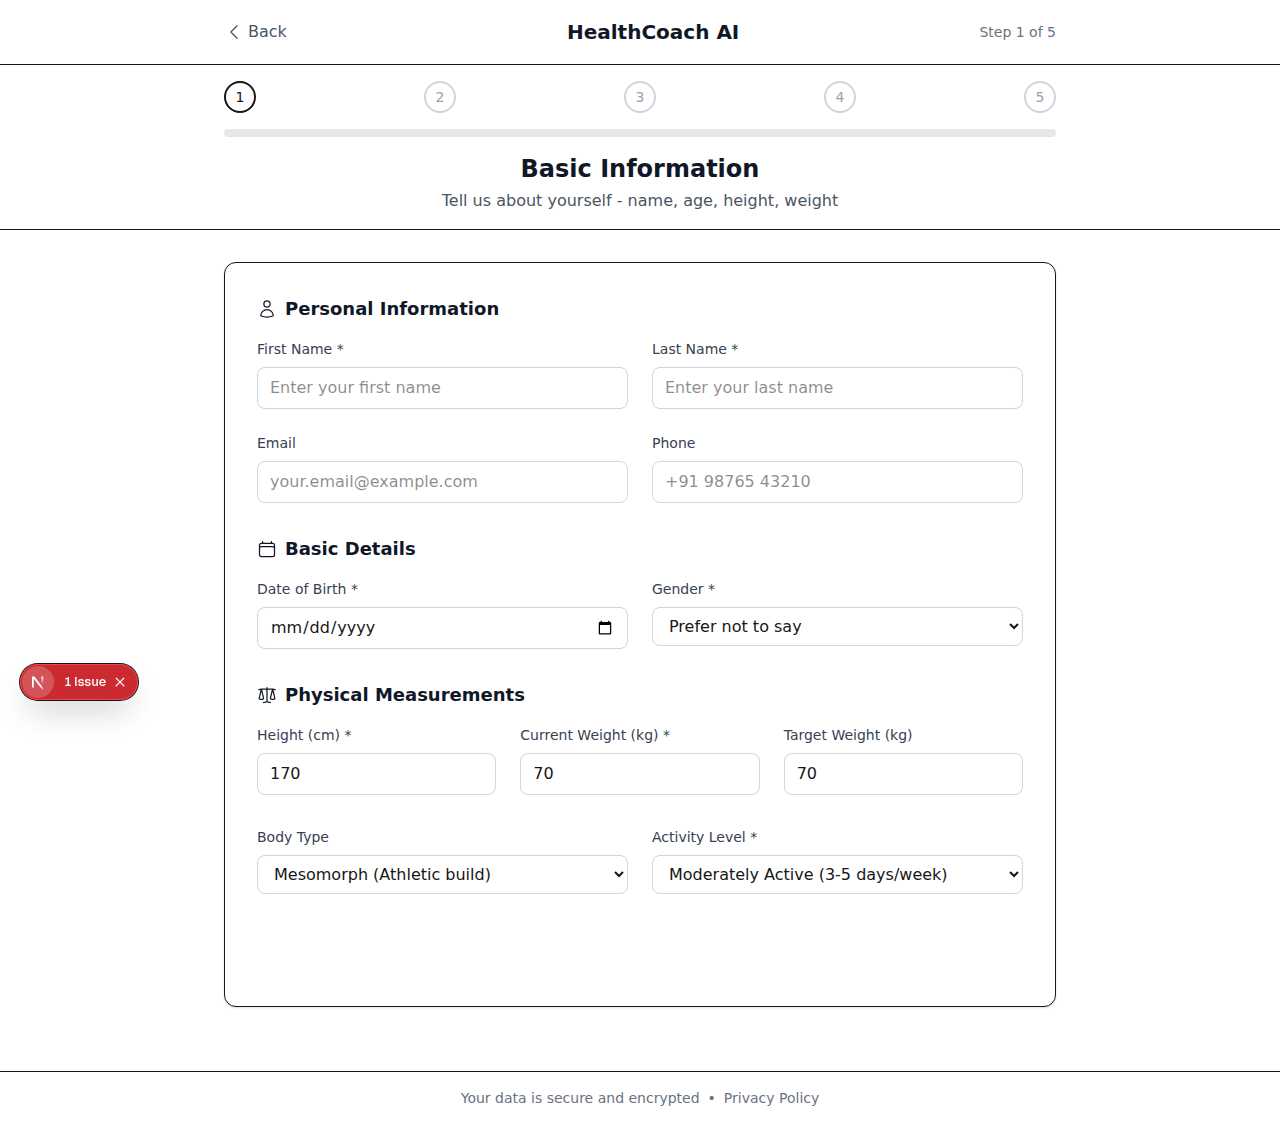 Back
HealthCoach AI
Step 1 of 5
1 2 3 4 5
Basic Information
Tell us about yourself - name, age, height, weight
Personal Information
First Name * Last Name *
Enter your first name Enter your last name
Email Phone
your.email@example.com +91 98765 43210
Basic Details
Date of Birth * Gender *
mm/dd/yyyy Prefer not to say
N 1 Issue
Physical Measurements
Height (cm) * Current Weight (kg) * Target Weight (kg)
170 70 70
Body Type Activity Level *
Mesomorph (Athletic build) Moderately Active (3-5 days/week)
Your data is secure and encrypted • Privacy Policy